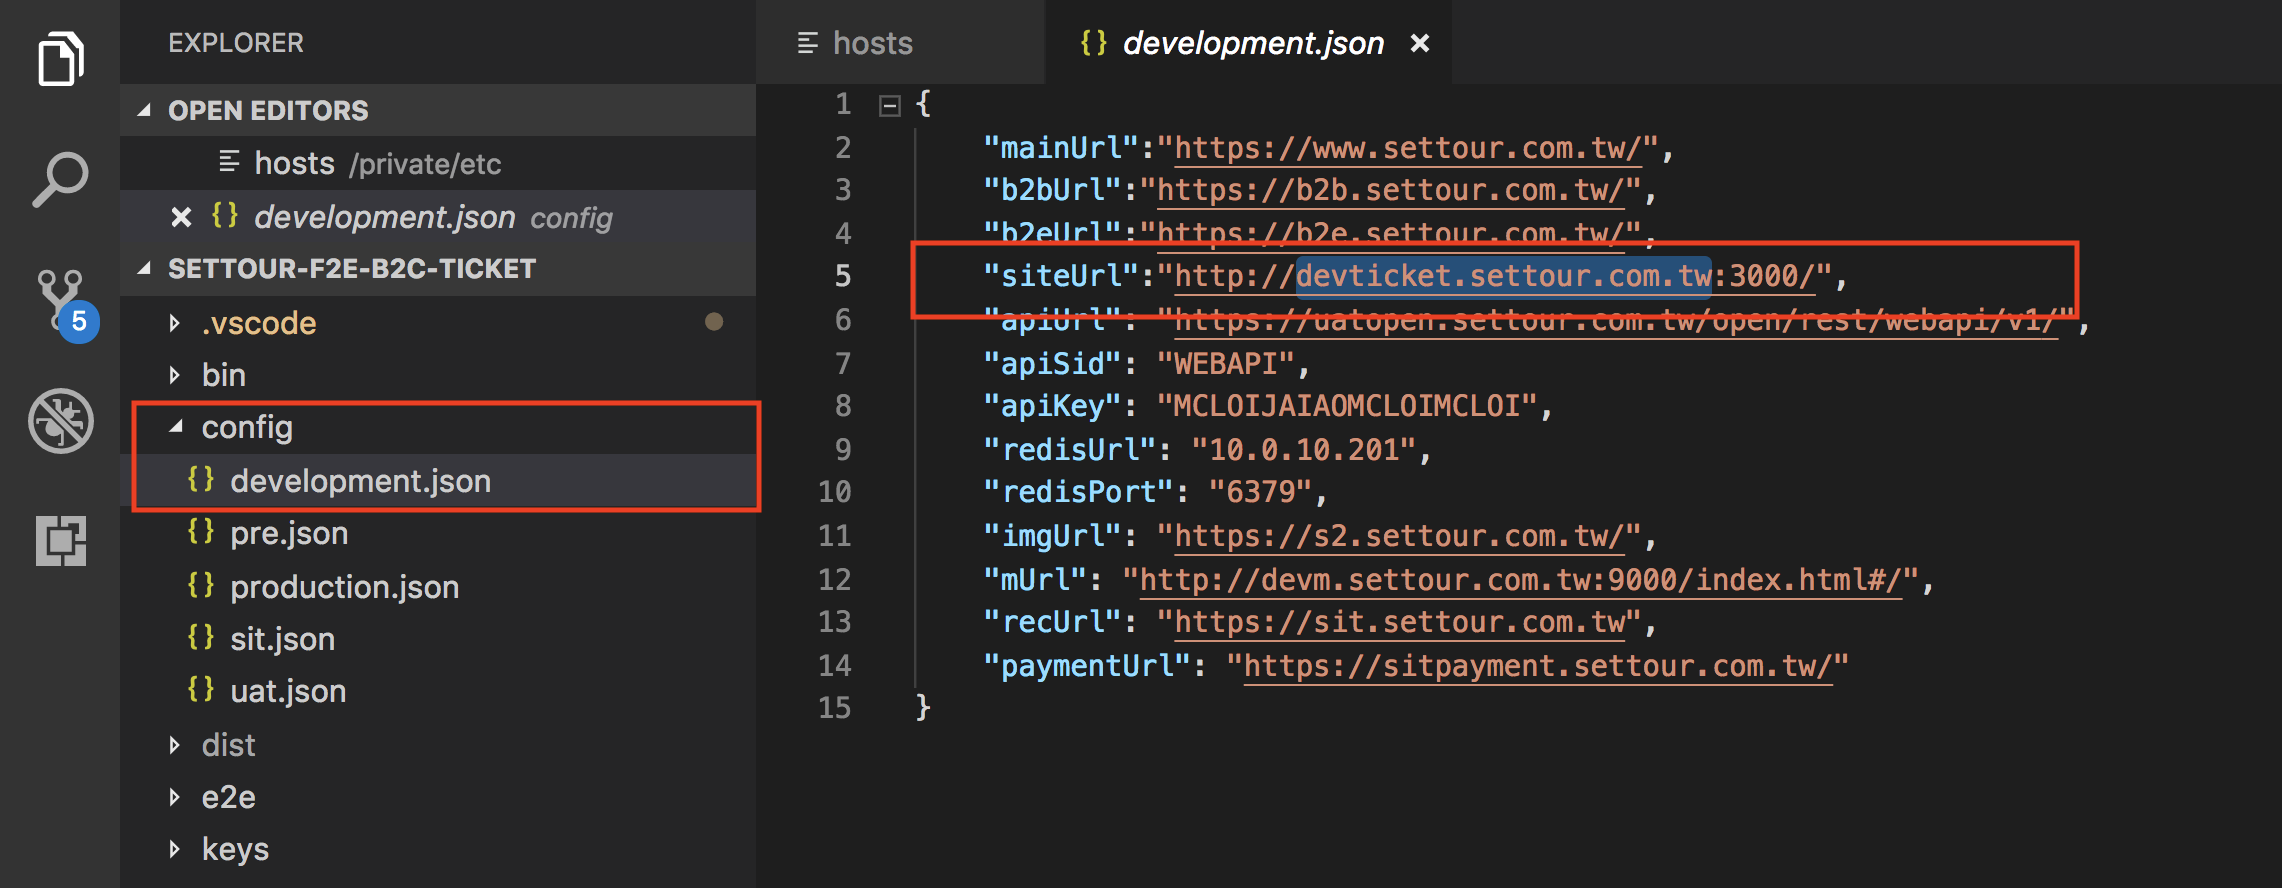 EXPLORER
OPEN EDITORS
hosts /private/etc
development.json config
SETTOUR-F2E-B2C-TICKET
5
.vscode
bin
config
development.json
pre.json
production.json
sit.json
uat.json
dist
e2e
keys
hosts
development.json
1 {
2 "mainUrl":"https://www.settour.com.tw/",
3 "b2bUrl":"https://b2b.settour.com.tw/",
4 "b2eUrl":"https://b2e.settour.com.tw/",
5 "siteUrl":"http://devticket.settour.com.tw:3000/",
6 "apiUrl": "https://uatopen.settour.com.tw/open/rest/webapi/v1/",
7 "apiSid": "WEBAPI",
8 "apiKey": "MCLOIJAIAOMCLOIMCLOI",
9 "redisUrl": "10.0.10.201",
10 "redisPort": "6379",
11 "imgUrl": "https://s2.settour.com.tw/",
12 "mUrl": "http://devm.settour.com.tw:9000/index.html#/",
13 "recUrl": "https://sit.settour.com.tw",
14 "paymentUrl": "https://sitpayment.settour.com.tw/"
15 }